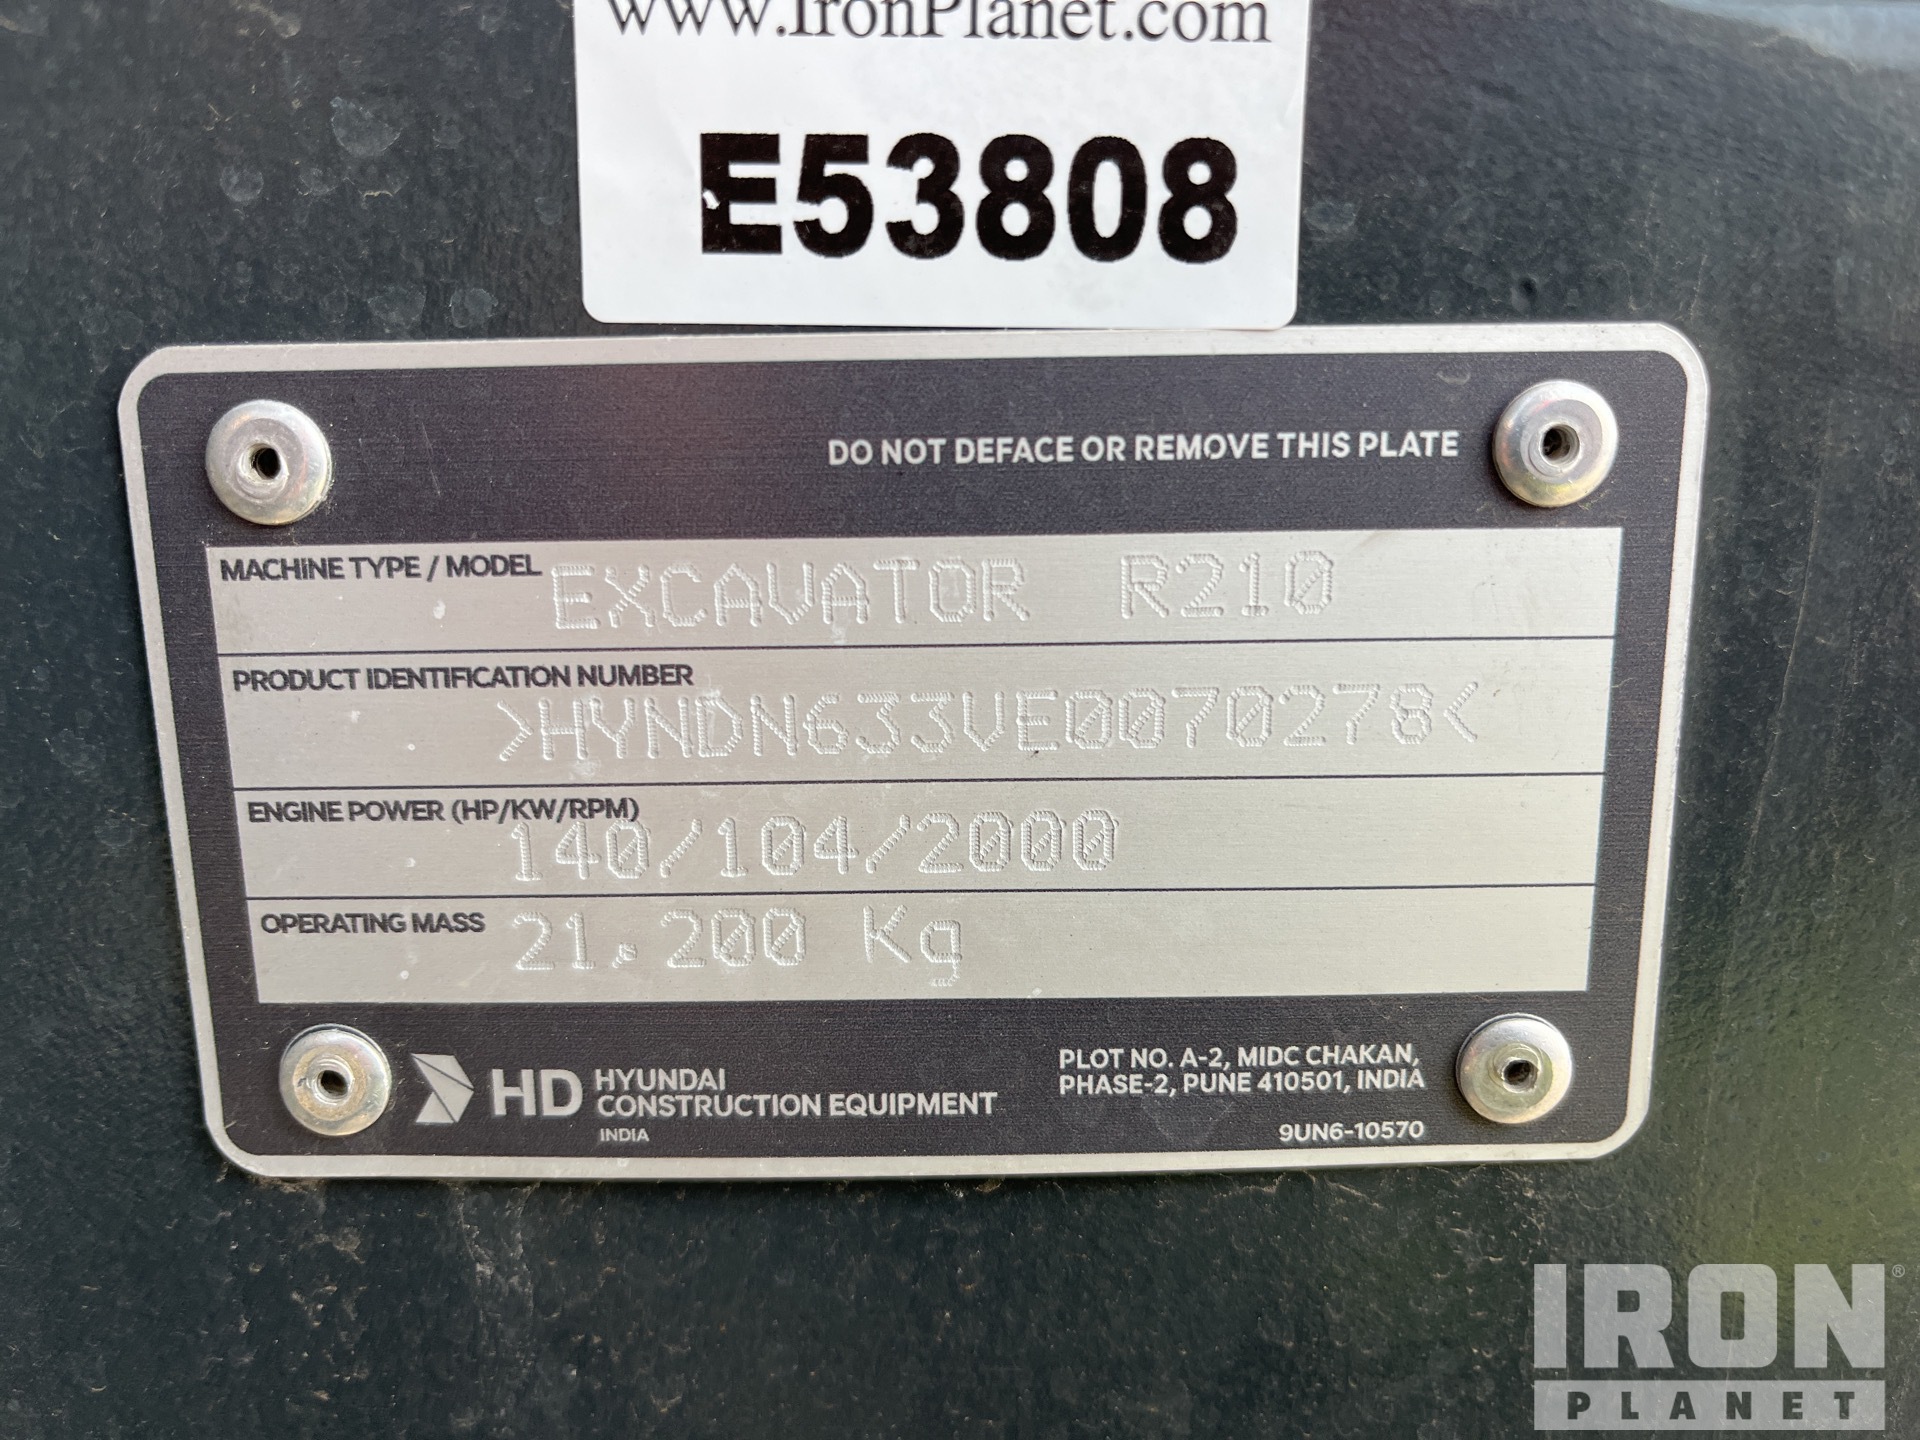 www.IronPlanet.com
E53808
DO NOT DEFACE OR REMOVE THIS PLATE
MACHINE TYPE / MODEL EXCAVATOR R210
PRODUCT IDENTIFICATION NUMBER
>HYNDN633VE0070278<
ENGINE POWER (HP/KW/RPM)
140/104/2000
OPERATING MASS 21.200 Kg
HD HYUNDAI
CONSTRUCTION EQUIPMENT
INDIA
PLOT NO. A-2, MIDC CHAKAN,
PHASE-2, PUNE 410501, INDIA
9UN6-10570
IRON®
PLANET